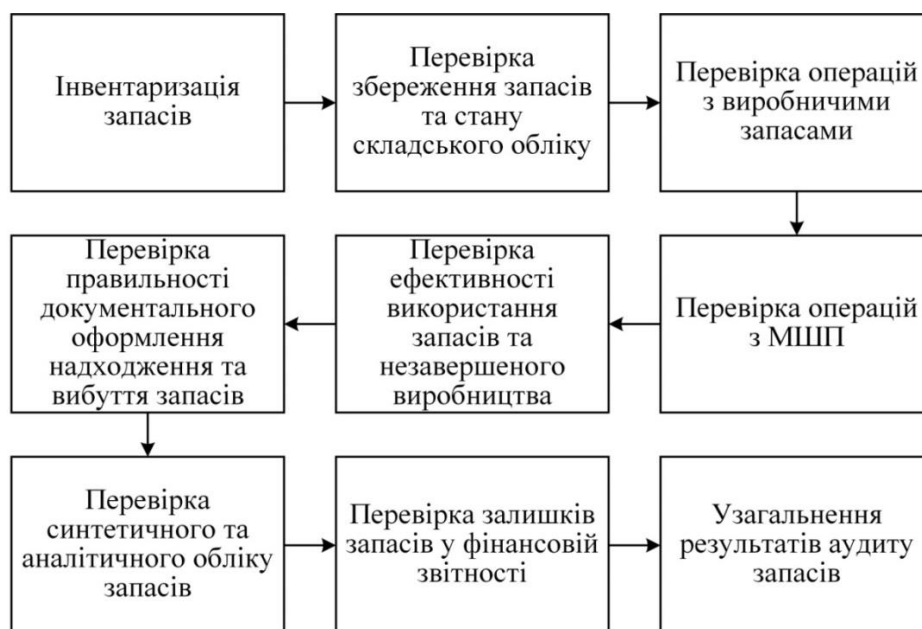 Інвентаризація
запасів
Перевірка
збереження запасів
та стану
складського обліку
Перевірка операцій
з виробничими
запасами
Перевірка операцій
з МШП
Перевірка
ефективності
використання
запасів та
незавершеного
виробництва
Перевірка
правильності
документального
оформлення
надходження та
вибуття запасів
Перевірка
синтетичного та
аналітичного обліку
запасів
Перевірка залишків
запасів у фінансовій
звітності
Узагальнення
результатів аудиту
запасів